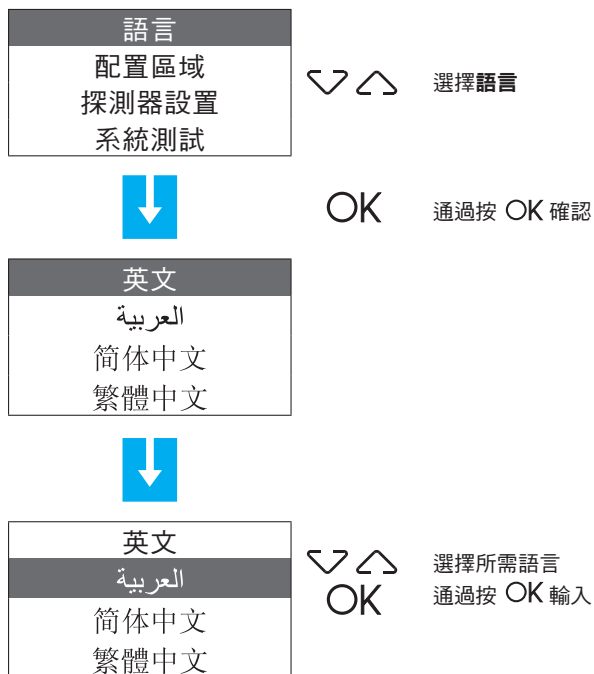 語言
配置區域
探測器設置
系統測試
選擇語言
OK
通過按 OK 確認
英文
العربية
简体中文
繁體中文
英文
العربية
简体中文
繁體中文
選擇所需語言
OK
通過按 OK 輸入